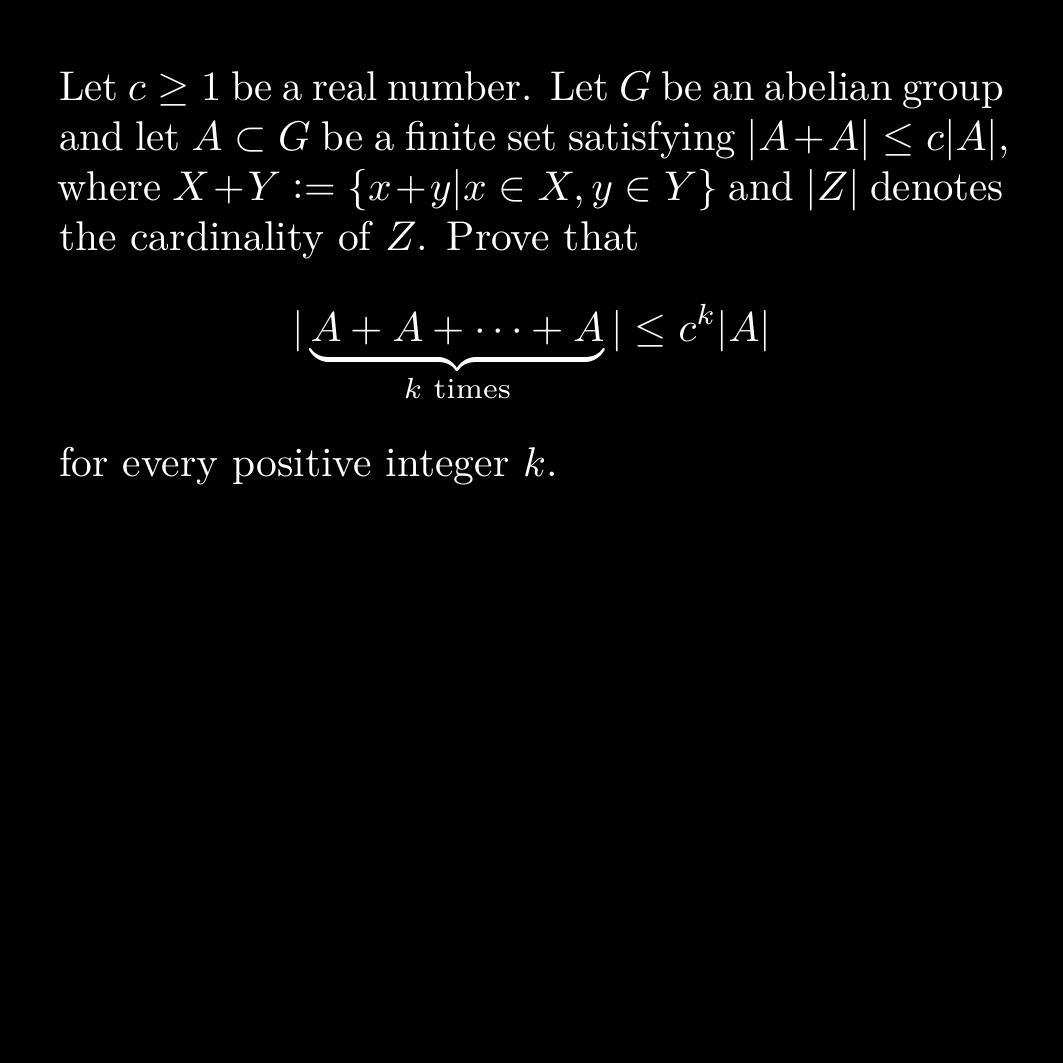 Let c ≥ 1 be a real number. Let G be an abelian group
and let A ⊂ G be a finite set satisfying |A+A| ≤ c|A|,
where X+Y := {x+y|x ∈ X, y ∈ Y} and |Z| denotes
the cardinality of Z. Prove that
|A + A + ⋯ + A| ≤ cᵏ|A|
k times
for every positive integer k.